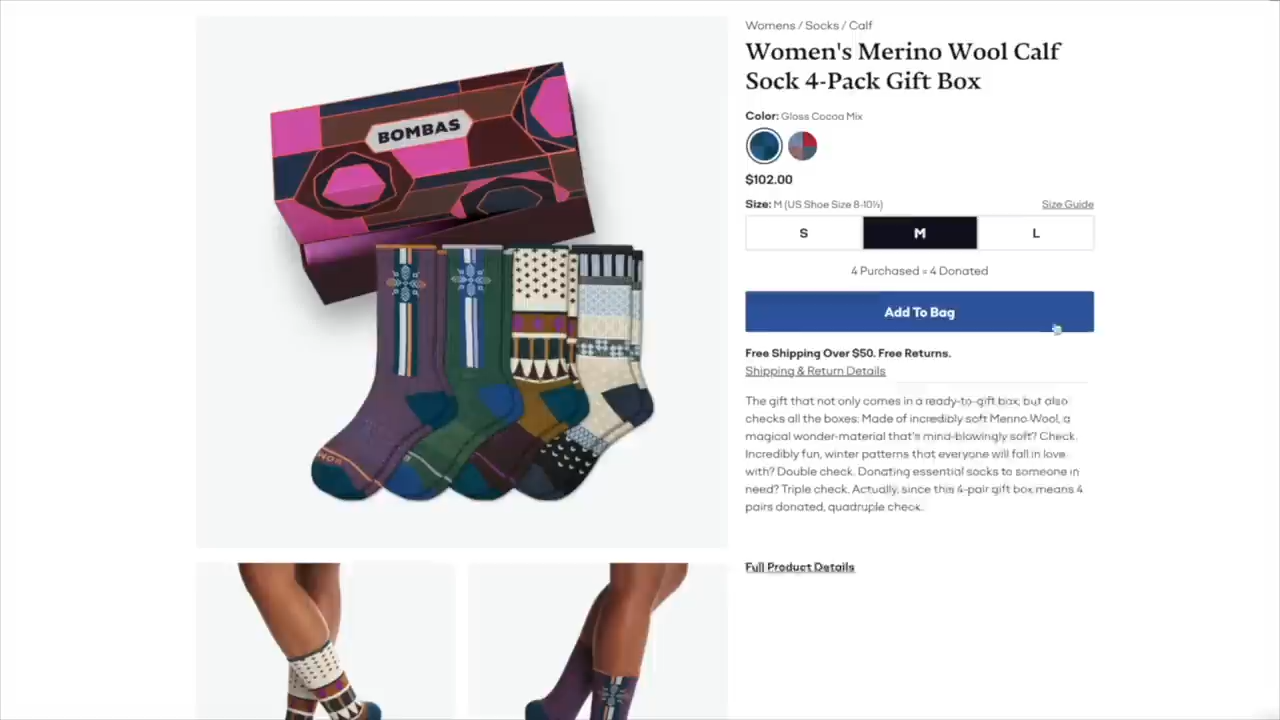 Womens / Socks / Calf
Women's Merino Wool Calf
Sock 4-Pack Gift Box
Color: Gloss Cocoa Mix
$102.00
Size: M (US Shoe Size 8-10½)
Size Guide
S
M
L
4 Purchased = 4 Donated
Add To Bag
Free Shipping Over $50. Free Returns.
Shipping & Return Details
The gift that not only comes in a ready-to-gift box, but also
checks all the boxes: Made of incredibly soft Merino Wool, a
magical wonder-material that's mind-blowingly soft? Check.
Incredibly fun, winter patterns that everyone will fall in love
with? Double check. Donating essential socks to someone in
need? Triple check. Actually, since this 4-pair gift box means 4
pairs donated, quadruple check.
Full Product Details
BOMBAS